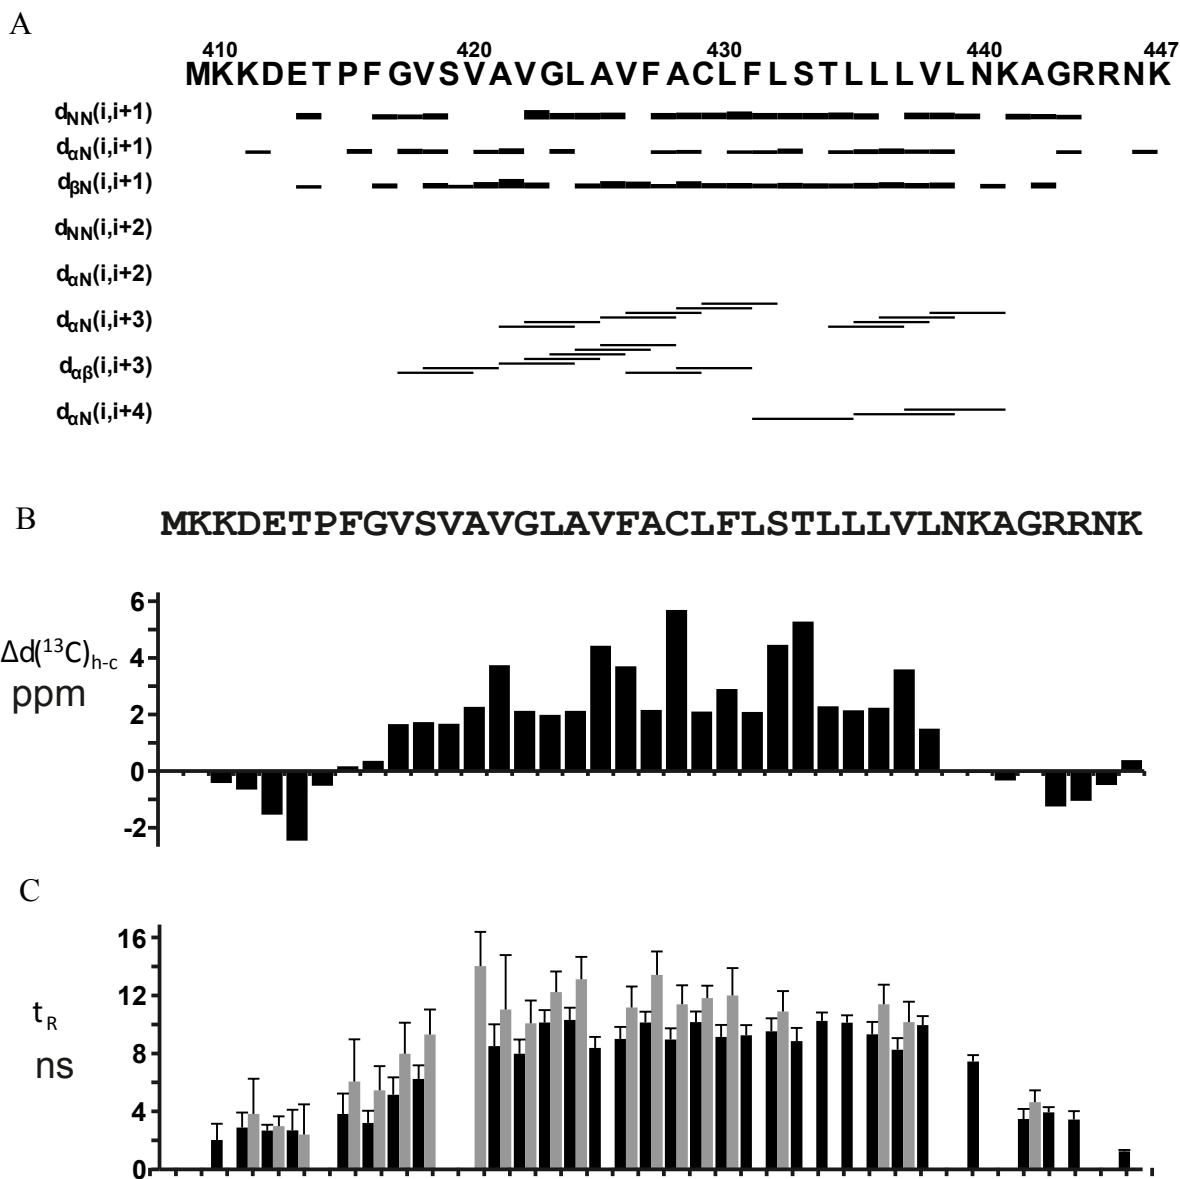 A
410 420 430 440 447
MKKDETPFGVSVAVGLAVFACLFLSTLLLVLNKAGRRNK
dNN(i,i+1)
dαN(i,i+1)
dβN(i,i+1)
dNN(i,i+2)
dαN(i,i+2)
dαN(i,i+3)
dαβ(i,i+3)
dαN(i,i+4)
B
MKKDETPFGVSVAVGLAVFACLFLSTLLLVLNKAGRRNK
Δd(¹³C)h-c
ppm
6
4
2
0
-2
C
tR
ns
16
12
8
4
0